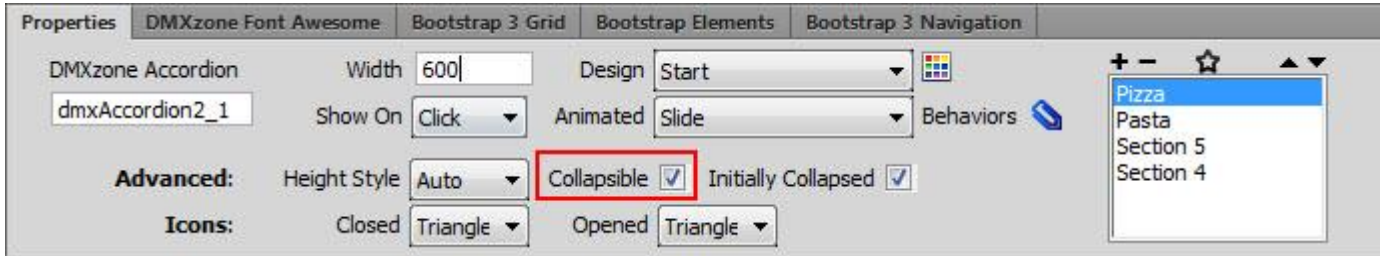 Properties DMXzone Font Awesome Bootstrap 3 Grid Bootstrap Elements Bootstrap 3 Navigation
DMXzone Accordion Width 600 Design Start
dmxAccordion2_1 Show On Click Animated Slide Behaviors
Advanced: Height Style Auto Collapsible Initially Collapsed
Icons: Closed Triangle Opened Triangle
Pizza
Pasta
Section 5
Section 4